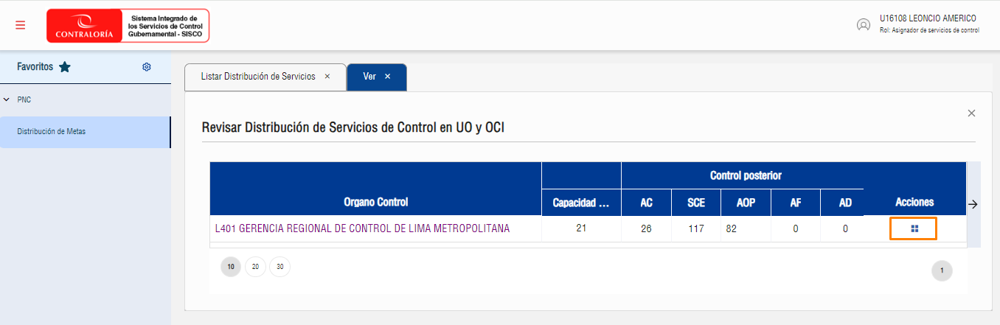 CONTRALORÍA
Sistema Integrado de
los Servicios de Control
Gubernamental - SISCO
U16108 LEONCIO AMERICO
Rol: Asignador de servicios de control
Favoritos
PNC
Distribución de Metas
Listar Distribución de Servicios × Ver ×
Revisar Distribución de Servicios de Control en UO y OCI
Control posterior
Organo Control Capacidad ... AC SCE AOP AF AD Acciones
L401 GERENCIA REGIONAL DE CONTROL DE LIMA METROPOLITANA 21 26 117 82 0 0
10 20 30 1